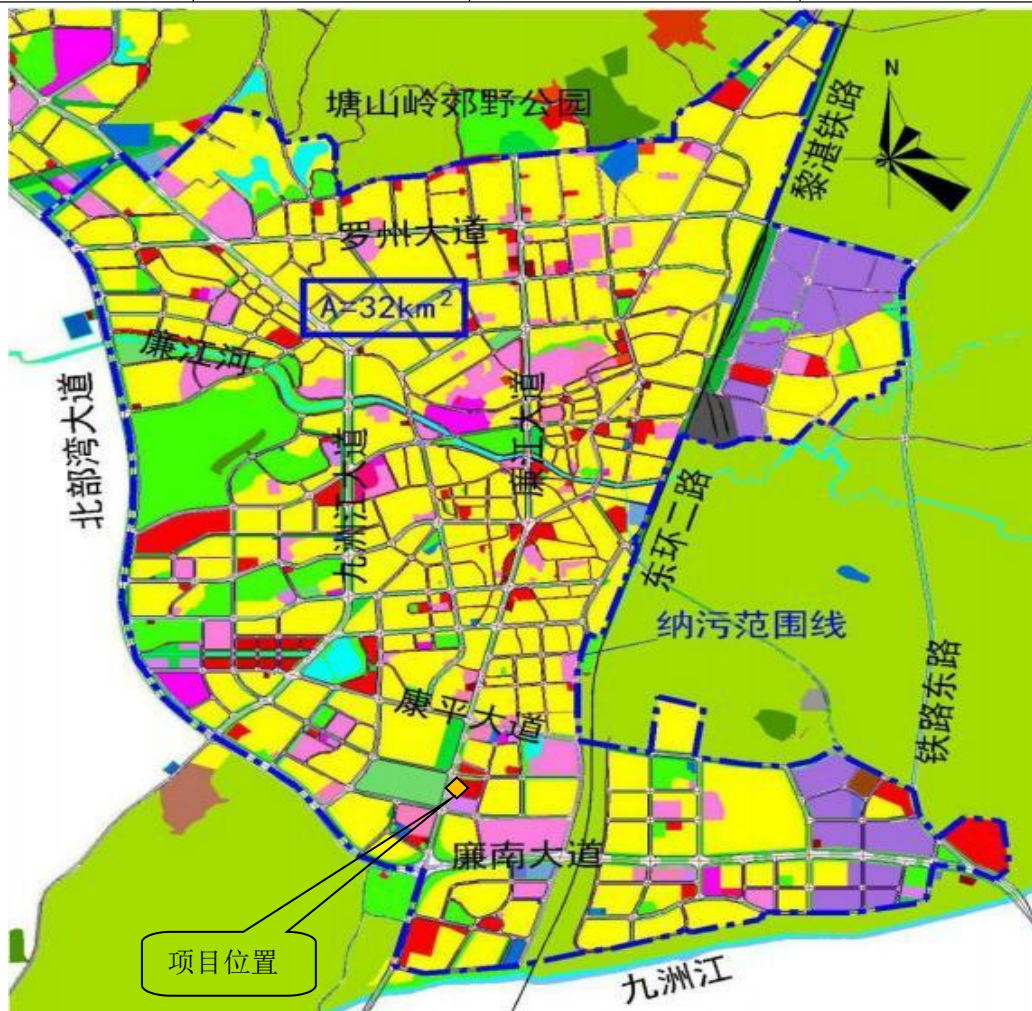 N
塘山岭郊野公园
黎湛铁路
罗州大道
A=32km²
廉江河
北部湾大道
九洲江大道
廉江大道
东环二路
纳污范围线
铁路东路
康平大道
廉南大道
项目位置
九洲江